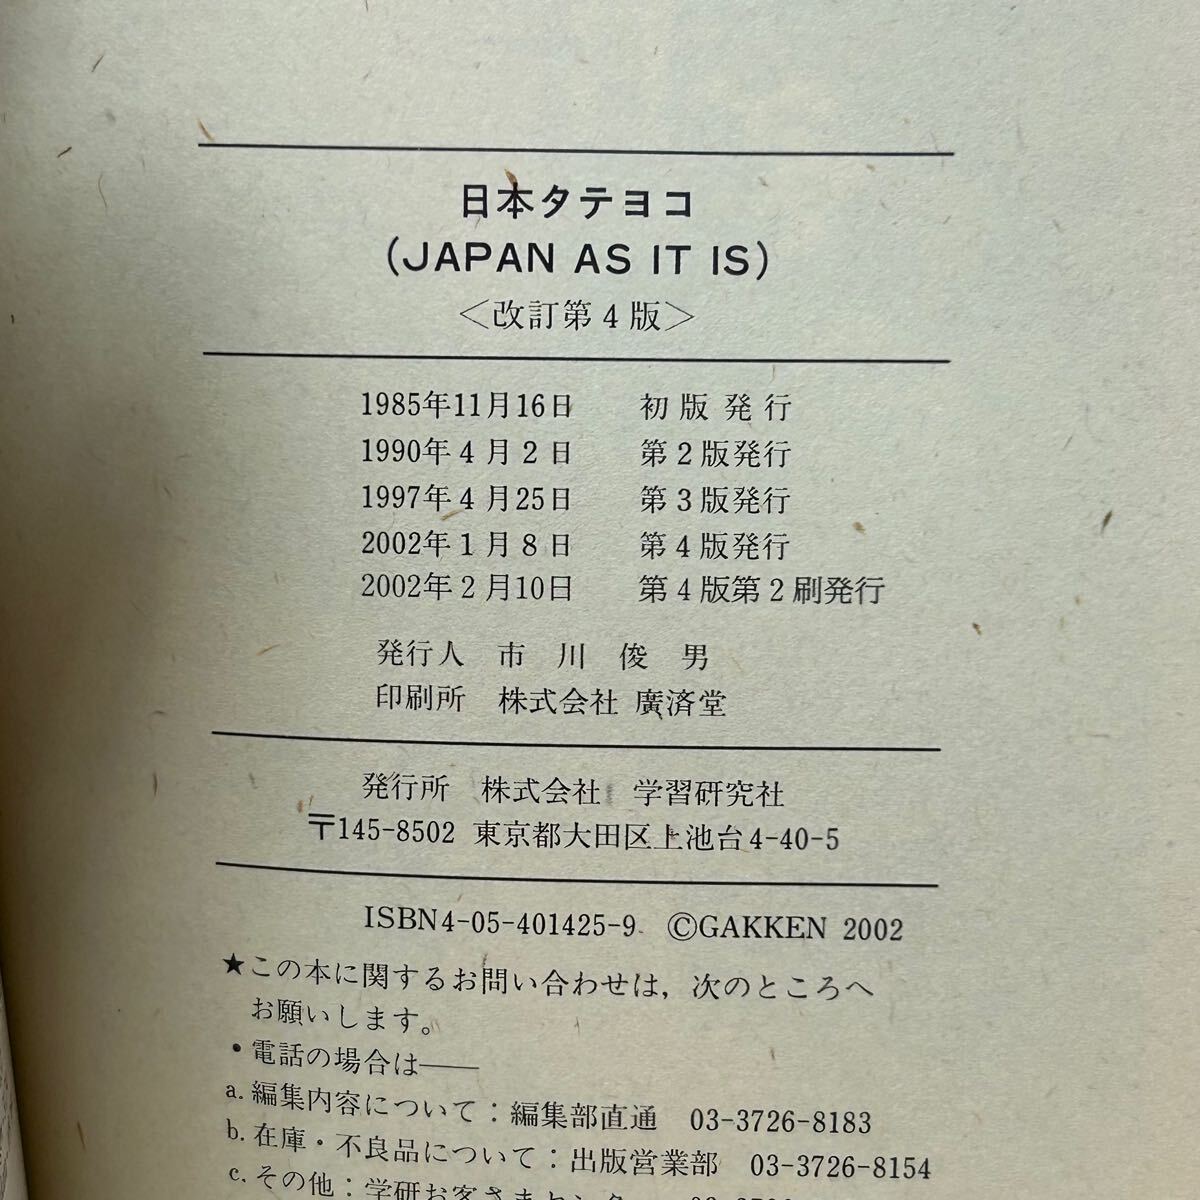 日本タテヨコ
(JAPAN AS IT IS)
＜改訂第4版＞
1985年11月16日 初版発行
1990年4月2日 第2版発行
1997年4月25日 第3版発行
2002年1月8日 第4版発行
2002年2月10日 第4版第2刷発行
発行人 市川俊男
印刷所 株式会社 廣済堂
発行所 株式会社 学習研究社
〒145-8502 東京都大田区上池台4-40-5
ISBN4-05-401425-9 ©GAKKEN 2002
★この本に関するお問い合わせは，次のところへ
お願いします。
•電話の場合は――
a.編集内容について：編集部直通 03-3726-8183
b.在庫・不良品について：出版営業部 03-3726-8154
c.その他：学研お客さまセンター